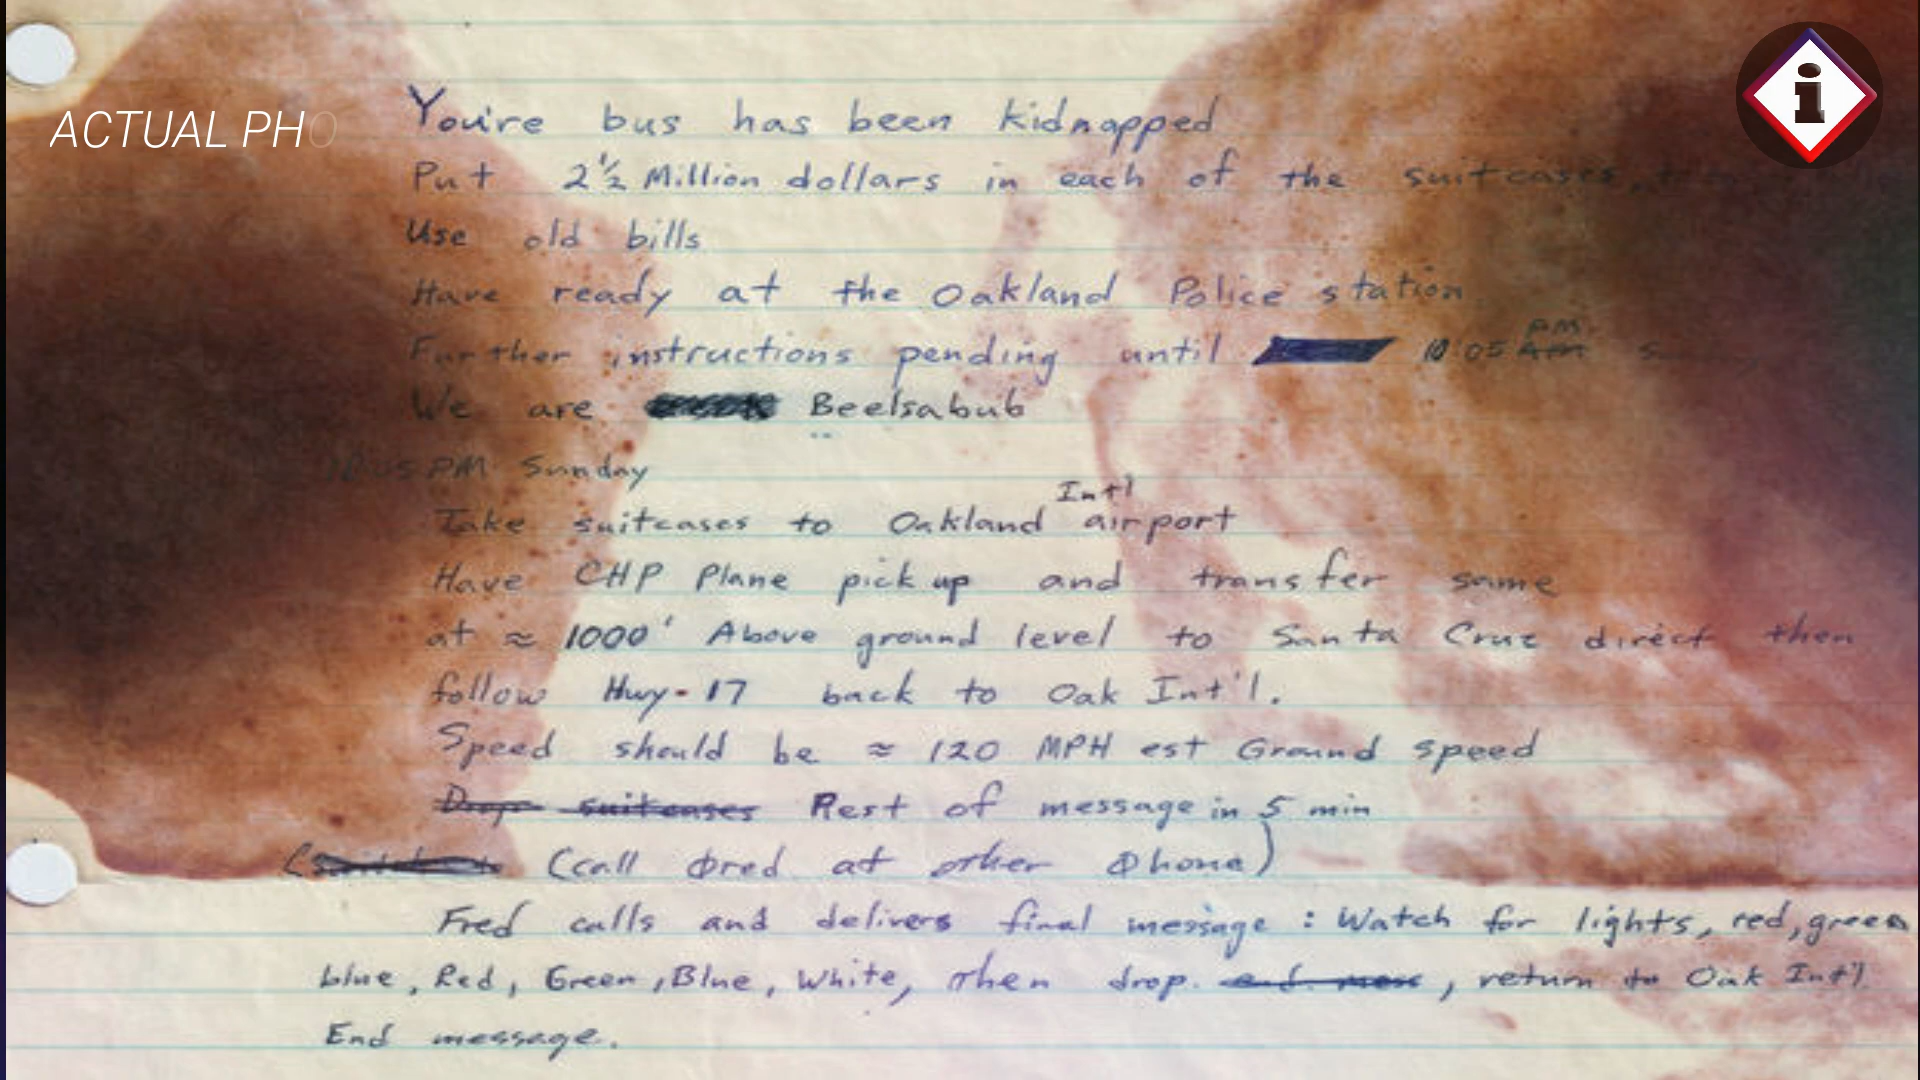 ACTUAL PH
You're bus has been kidnapped
Put 2½ Million dollars in each of the suitcases,
Use old bills
Have ready at the Oakland Police station
Further instructions pending until 10:05 AM PM
We are Beelsabub
PM Sunday
Take suitcases to Oakland Int'l airport
Have CHP Plane pick up and transfer same
at ≈ 1000' Above ground level to Santa Cruz direct then
follow Hwy-17 back to Oak Int'l.
Speed should be ≈ 120 MPH est Ground speed
Drop suitcases Rest of message in 5 min
(call Φred at other Φhone)
Fred calls and delivers final message : Watch for lights, red, green
blue, Red, Green, Blue, White, Then drop. , return to Oak Int'l
End message.